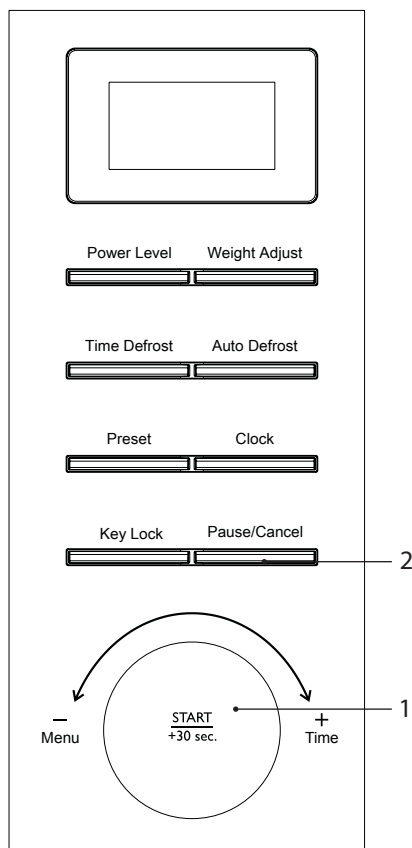 Power Level Weight Adjust
Time Defrost Auto Defrost
Preset Clock
Key Lock Pause/Cancel
2
START
+30 sec.
1
– +
Menu Time